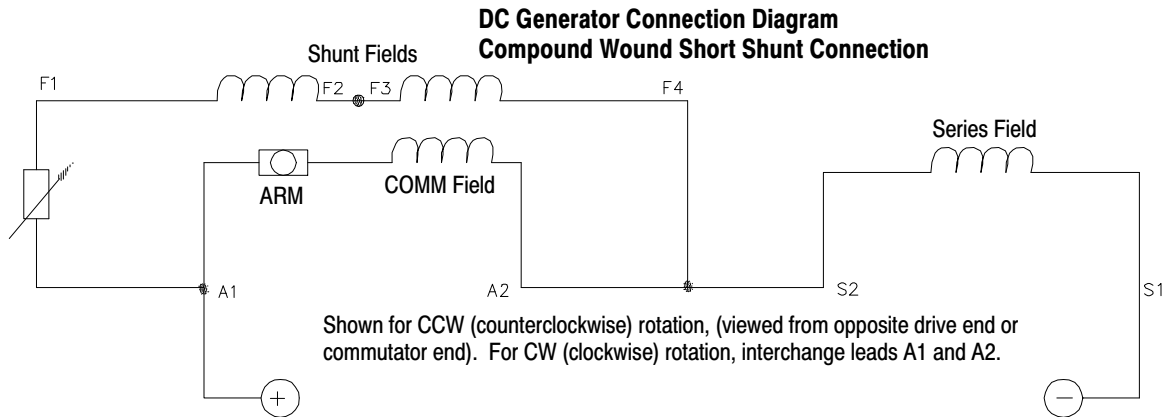 DC Generator Connection Diagram
Compound Wound Short Shunt Connection
Shunt Fields
F1
F2
F3
F4
Series Field
ARM
COMM Field
A1
A2
S2
S1
Shown for CCW (counterclockwise) rotation, (viewed from opposite drive end or
commutator end). For CW (clockwise) rotation, interchange leads A1 and A2.
+
−